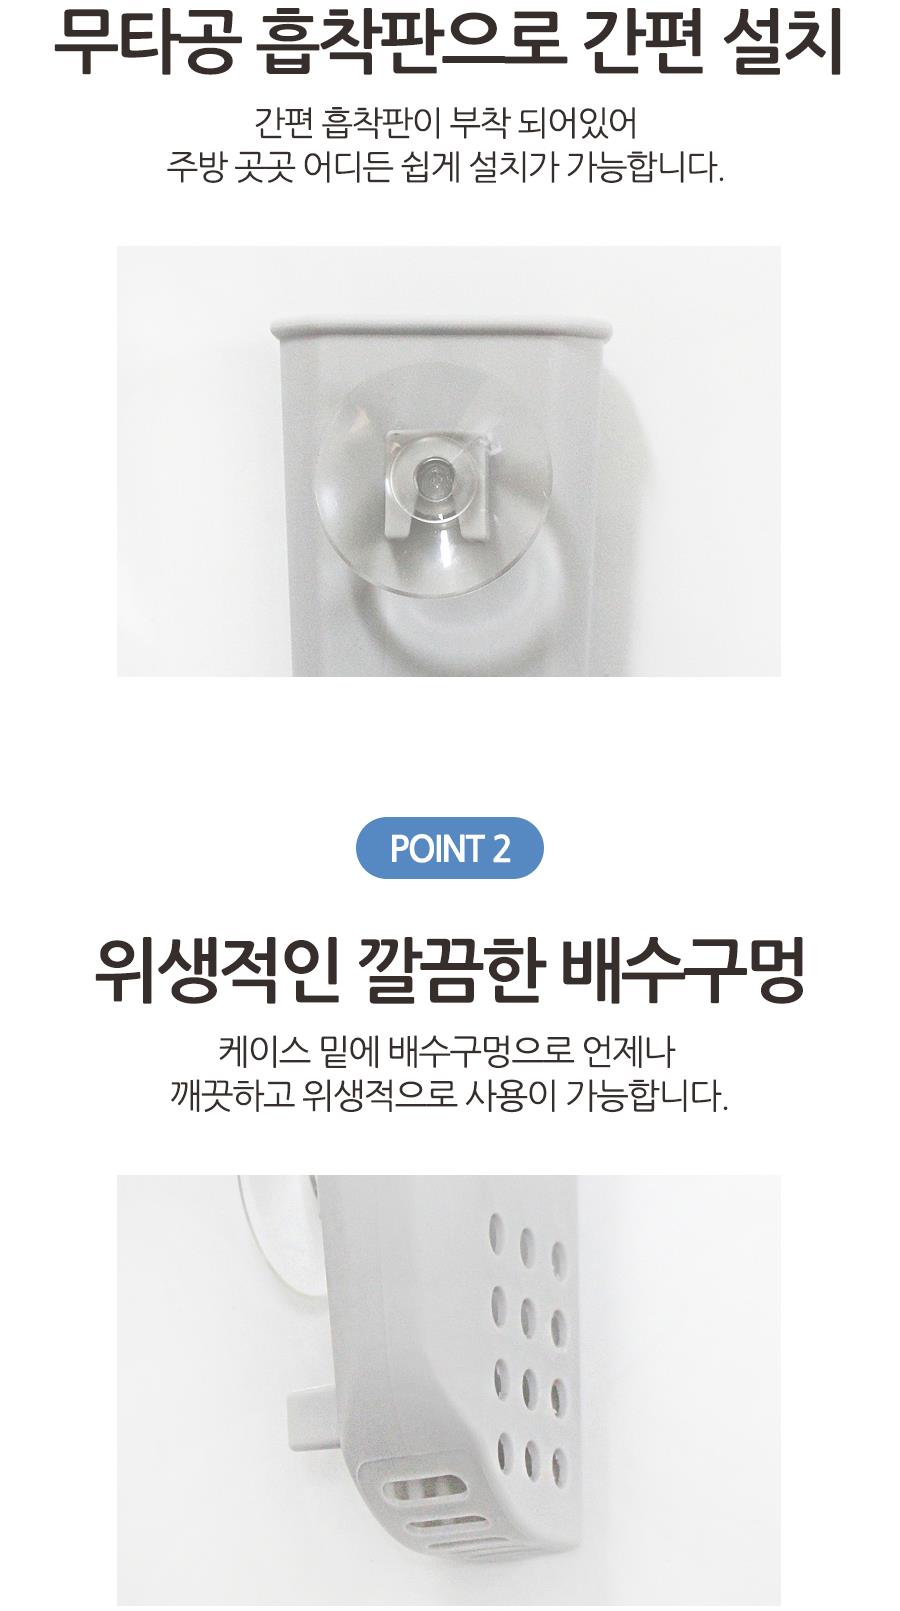 무타공 흡착판으로 간편 설치
간편 흡착판이 부착 되어있어
주방 곳곳 어디든 쉽게 설치가 가능합니다.
POINT 2
위생적인 깔끔한 배수구멍
케이스 밑에 배수구멍으로 언제나
깨끗하고 위생적으로 사용이 가능합니다.